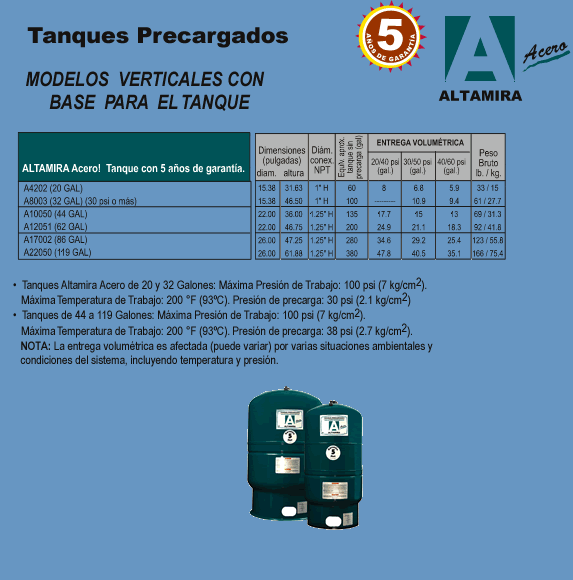 Tanques Precargados
5
AÑOS DE GARANTÍA
A
Acero
ALTAMIRA
MODELOS VERTICALES CON
BASE PARA EL TANQUE
ALTAMIRA Acero! Tanque con 5 años de garantía.
Dimensiones (pulgadas) diam. altura
Diám. conex. NPT
Equiv. aprox. tanque sin precarga (gal)
ENTREGA VOLUMÉTRICA
20/40 psi (gal.) 30/50 psi (gal.) 40/60 psi (gal.)
Peso Bruto lb. / kg.
A4202 (20 GAL) 15.38 31.63 1" H 60 8 6.8 5.9 33 / 15
A8003 (32 GAL) (30 psi o más) 15.38 46.50 1" H 100 --------- 10.9 9.4 61 / 27.7
A10050 (44 GAL) 22.00 36.00 1.25" H 135 17.7 15 13 69 / 31.3
A12051 (62 GAL) 22.00 46.75 1.25" H 200 24.9 21.1 18.3 92 / 41.8
A17002 (86 GAL) 26.00 47.25 1.25" H 280 34.6 29.2 25.4 123 / 55.8
A22050 (119 GAL) 26.00 61.88 1.25" H 380 47.8 40.5 35.1 166 / 75.4
• Tanques Altamira Acero de 20 y 32 Galones: Máxima Presión de Trabajo: 100 psi (7 kg/cm2).
Máxima Temperatura de Trabajo: 200 °F (93ºC). Presión de precarga: 30 psi (2.1 kg/cm2)
• Tanques de 44 a 119 Galones: Máxima Presión de Trabajo: 100 psi (7 kg/cm2).
Máxima Temperatura de Trabajo: 200 °F (93ºC). Presión de precarga: 38 psi (2.7 kg/cm2).
NOTA: La entrega volumétrica es afectada (puede variar) por varias situaciones ambientales y
condiciones del sistema, incluyendo temperatura y presión.
A
5
A
5